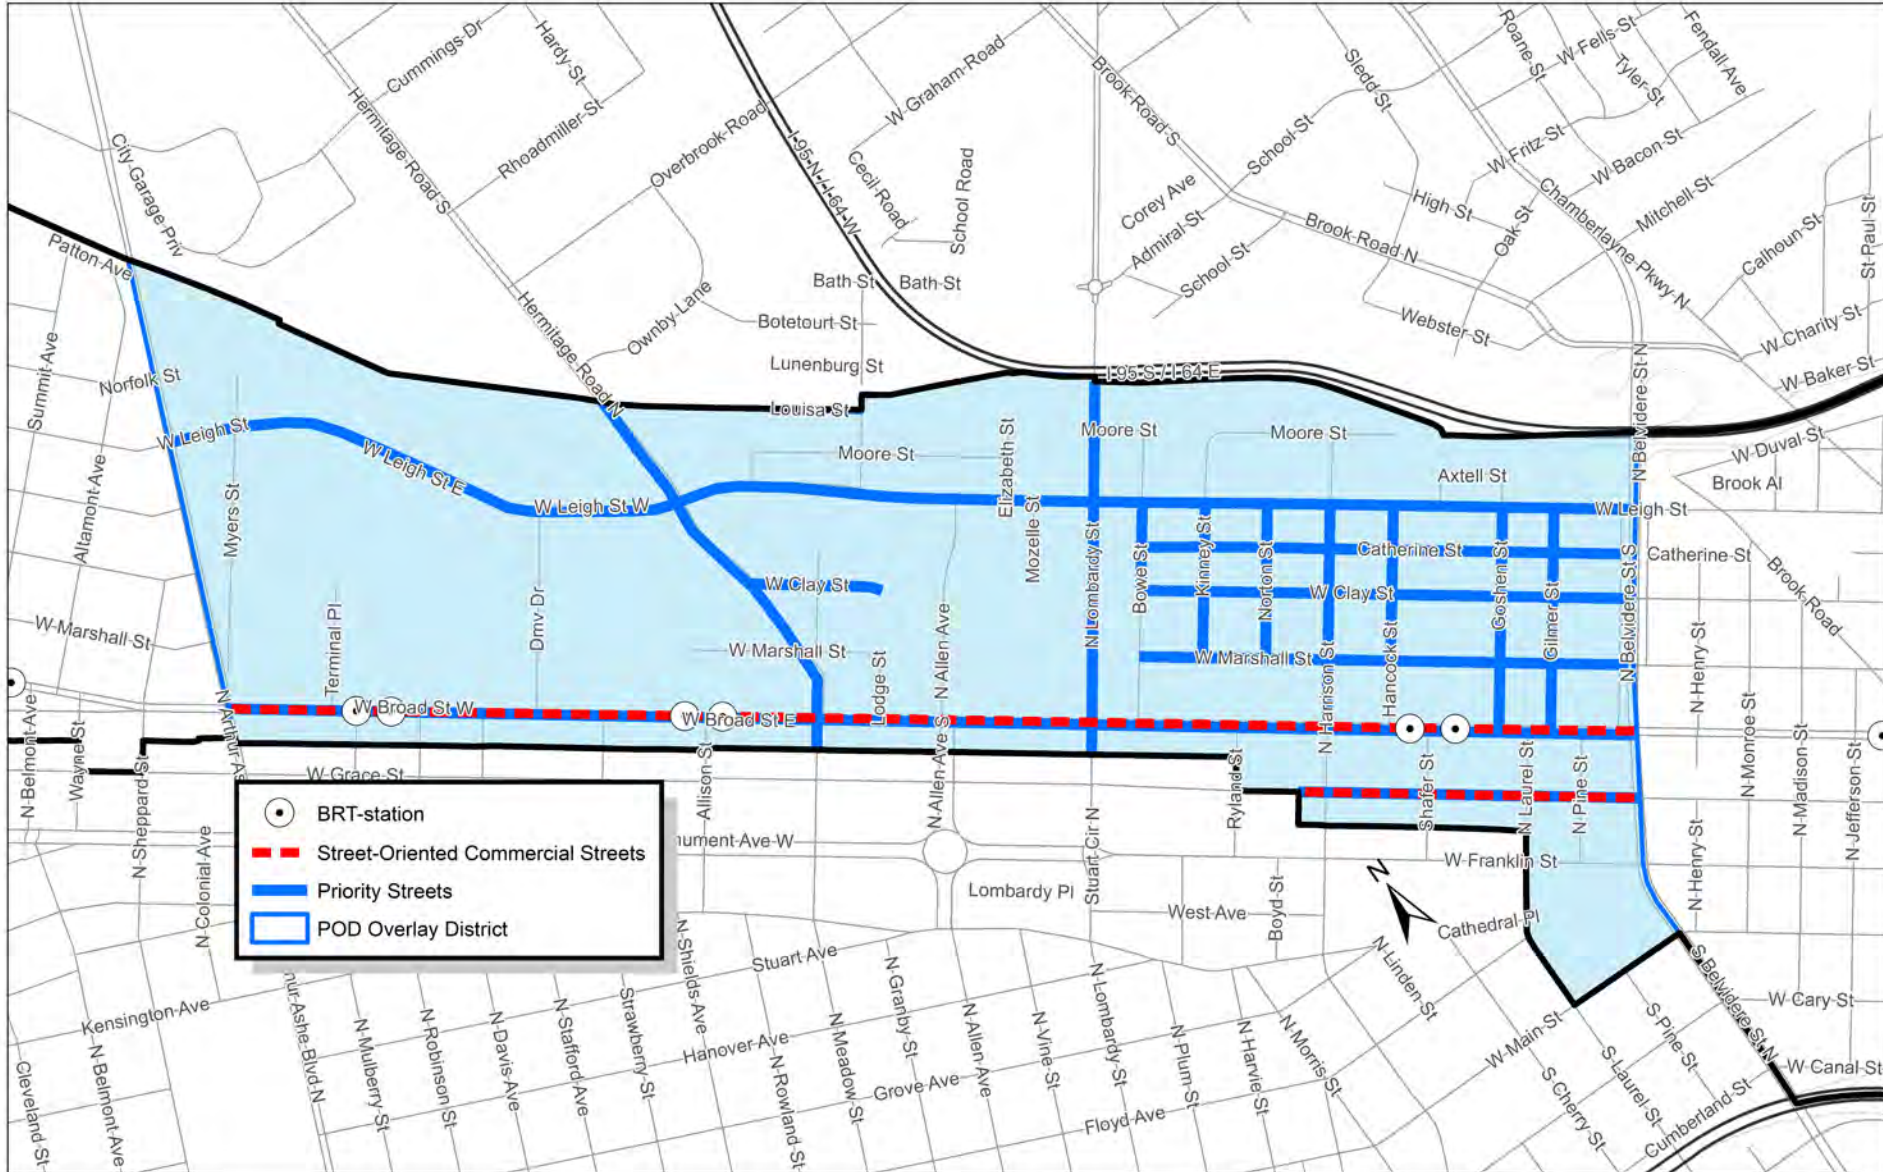 Cummings Dr
Hardy St
Rhoadmiller St
Hermitage Road S
City Garage Priv
Overbrook Road
W Graham Road
I 95 N / I 64 W
Cecil Road
School Road
Brook Road S
Sledd St
School St
Corey Ave
Admiral St
School St
Roane St
W Fells St
Tyler St
Fendall Ave
W Fritz St
W Bacon St
Mitchell St
High St
Oak St
Brook Road N
Chamberlayne Pkwy N
Calhoun St
St Paul St
Webster St
W Charity St
W Baker St
Patton Ave
Bath St
Bath St
Botetourt St
Ownby Lane
Hermitage Road N
Lunenburg St
Louisa St
I 95 S / I 64 E
Summit Ave
Norfolk St
W Leigh St
W Leigh St E
W Leigh St W
Altamont Ave
Myers St
Moore St
Elizabeth St
Moore St
Moore St
Axtell St
N Belvidere St N
W Duval St
Brook Al
W Leigh St
Mozelle St
N Lombardy St
Bowe St
Kinney St
Norton St
Catherine St
Catherine St
Goshen St
Gilmer St
N Belvidere St S
Brook Road
W Clay St
W Clay St
Dmv Dr
Terminal Pl
W Marshall St
W Marshall St
W Marshall St
Lodge St
N Allen Ave
N Harrison St
Hancock St
N Henry St
N Monroe St
N Madison St
N Jefferson St
W Broad St W
W Broad St E
N Belmont Ave
Wayne St
N Sheppard St
W Grace St
Allison St
N Allen Ave S
N Allen Ave
Ryland St
Shafer St
N Laurel St
N Pine St
Stuart Cir N
W Franklin St
N Henry St
Lombardy Pl
West Ave
Boyd St
N
Cathedral Pl
BRT-station
Street-Oriented Commercial Streets
Priority Streets
POD Overlay District
N Colonial Ave
Kensington Ave
N Belmont Ave
Cleveland St
N Mulberry St
N Robinson St
N Davis Ave
N Stafford Ave
Strawberry St
N Shields Ave
Stuart Ave
Hanover Ave
N Rowland St
N Meadow St
N Granby St
Grove Ave
N Allen Ave
N Vine St
N Lombardy St
Floyd Ave
N Plum St
N Harvie St
N Morris St
N Linden St
W Main St
S Cherry St
S Laurel St
S Pine St
S Belvidere St N
Cumberland St
W Cary St
W Canal St